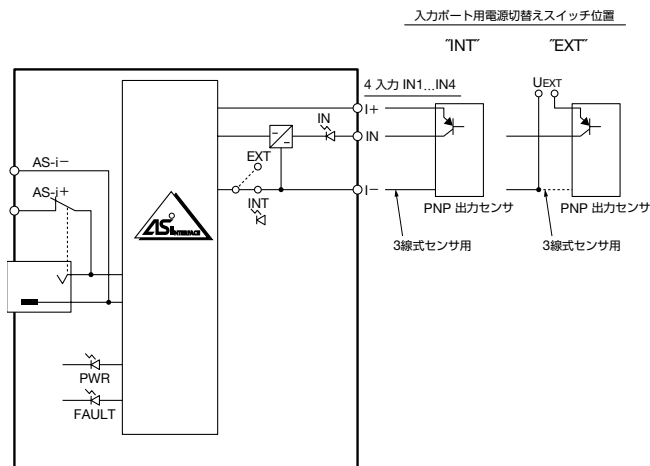 入力ポート用電源切替えスイッチ位置
"INT" "EXT"
4 入力 IN1...IN4
UEXT
I+
IN
IN
EXT
INT
I−
AS-i−
AS-i+
ASi INTERFACE
PNP 出力センサ
PNP 出力センサ
3線式センサ用
3線式センサ用
PWR
FAULT